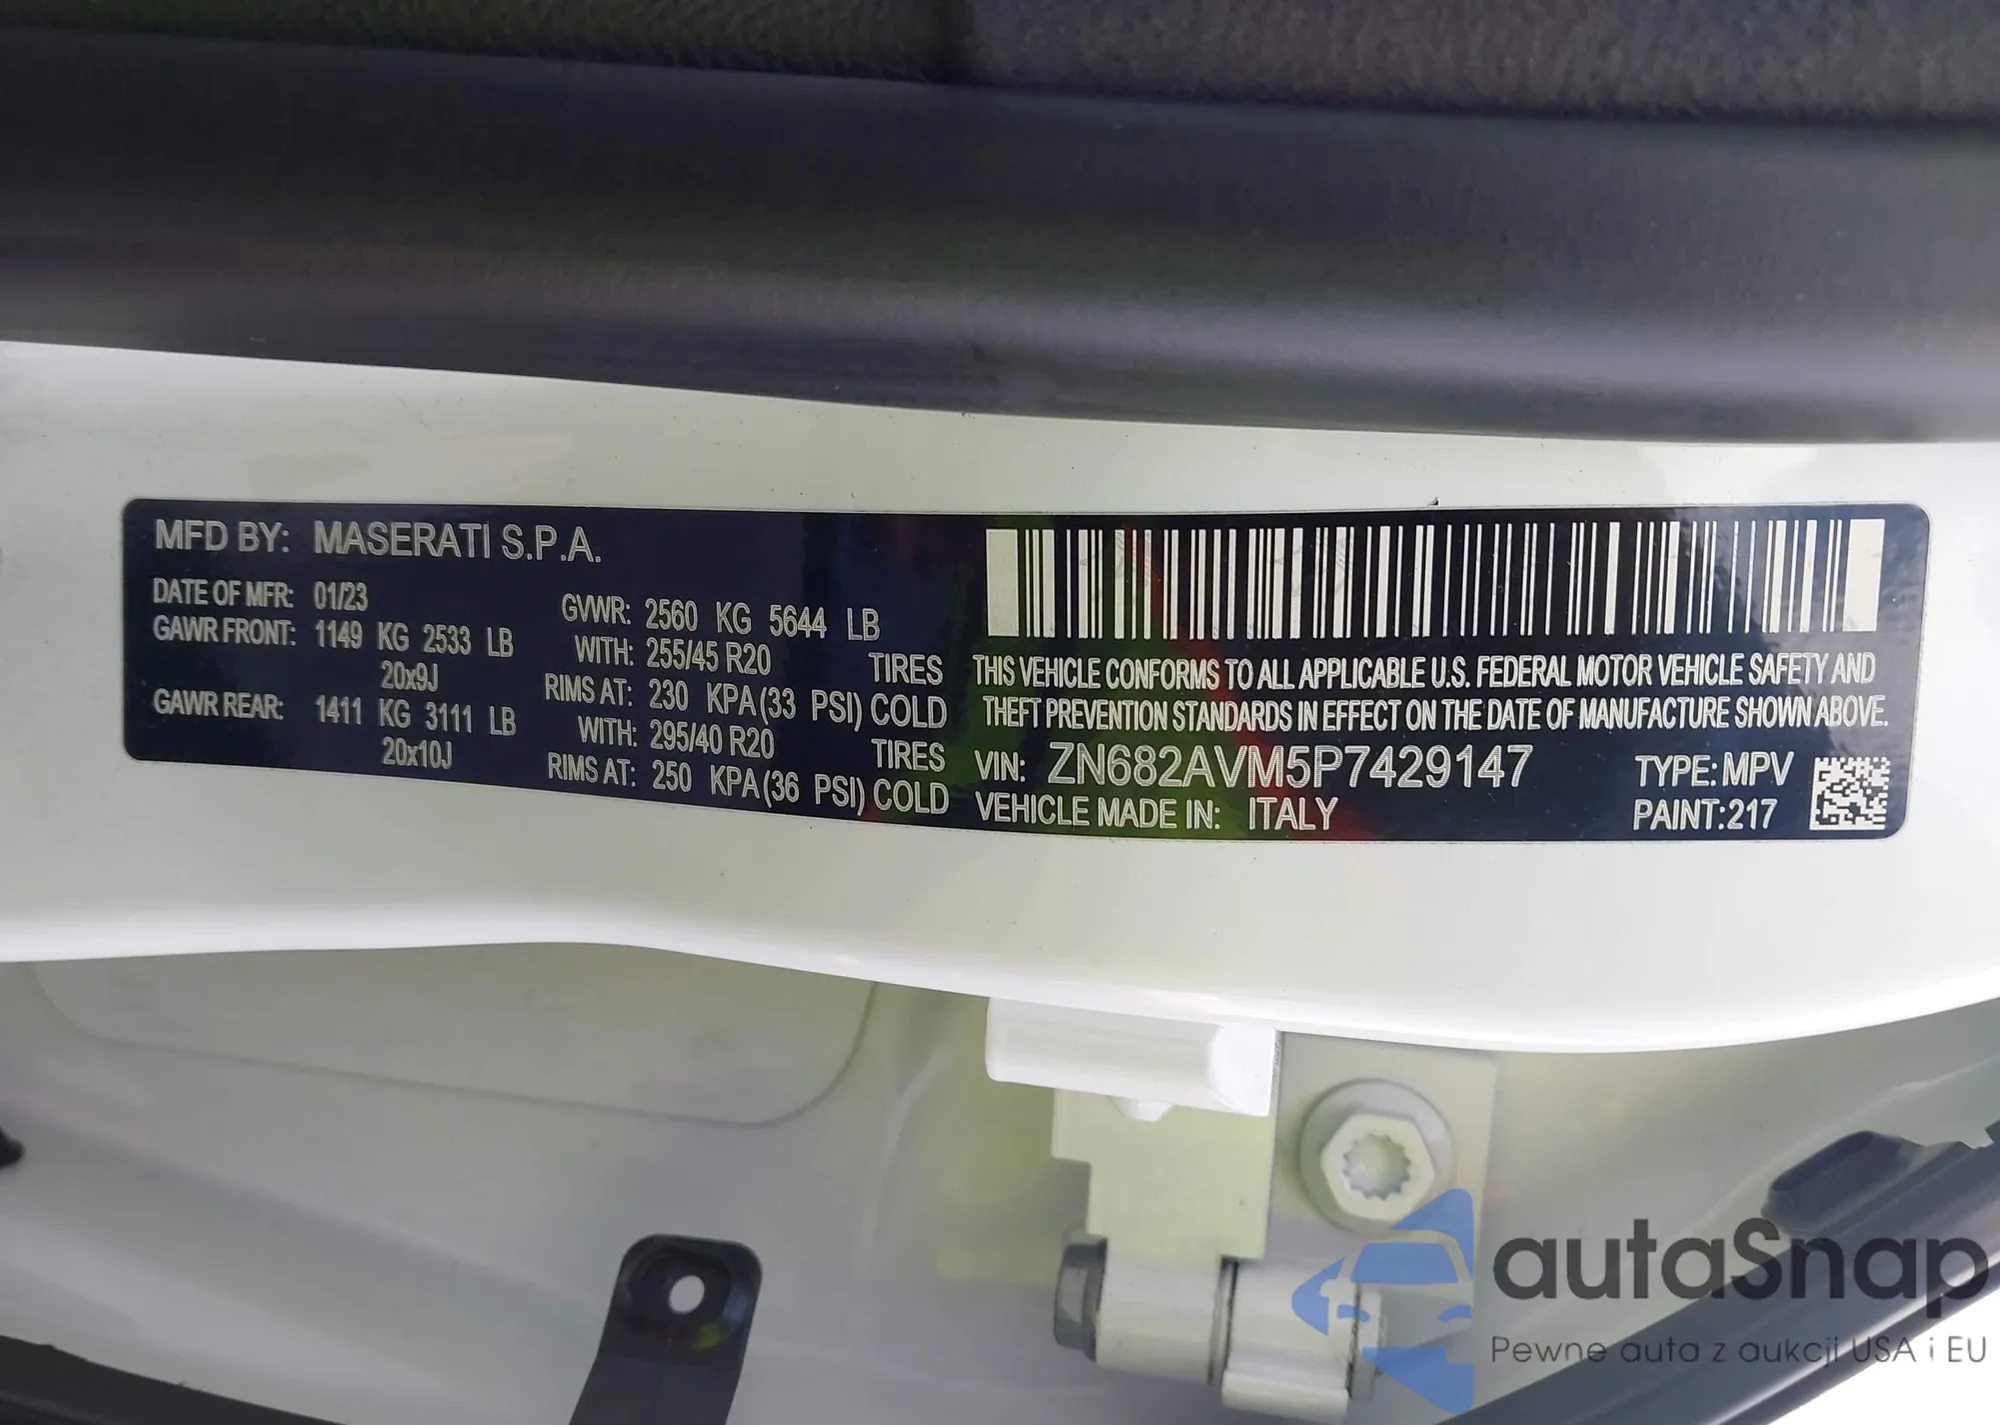 MFD BY: MASERATI S.P.A.
DATE OF MFR: 01/23
GAWR FRONT: 1149 KG 2533 LB
20x9J
GAWR REAR: 1411 KG 3111 LB
20x10J
GVWR: 2560 KG 5644 LB
WITH: 255/45 R20 TIRES
RIMS AT: 230 KPA(33 PSI) COLD
WITH: 295/40 R20 TIRES
RIMS AT: 250 KPA(36 PSI) COLD
THIS VEHICLE CONFORMS TO ALL APPLICABLE U.S. FEDERAL MOTOR VEHICLE SAFETY AND
THEFT PREVENTION STANDARDS IN EFFECT ON THE DATE OF MANUFACTURE SHOWN ABOVE.
VIN: ZN682AVM5P7429147 TYPE: MPV
VEHICLE MADE IN: ITALY PAINT:217
autaSnap
Pewne auta z aukcji USA i EU